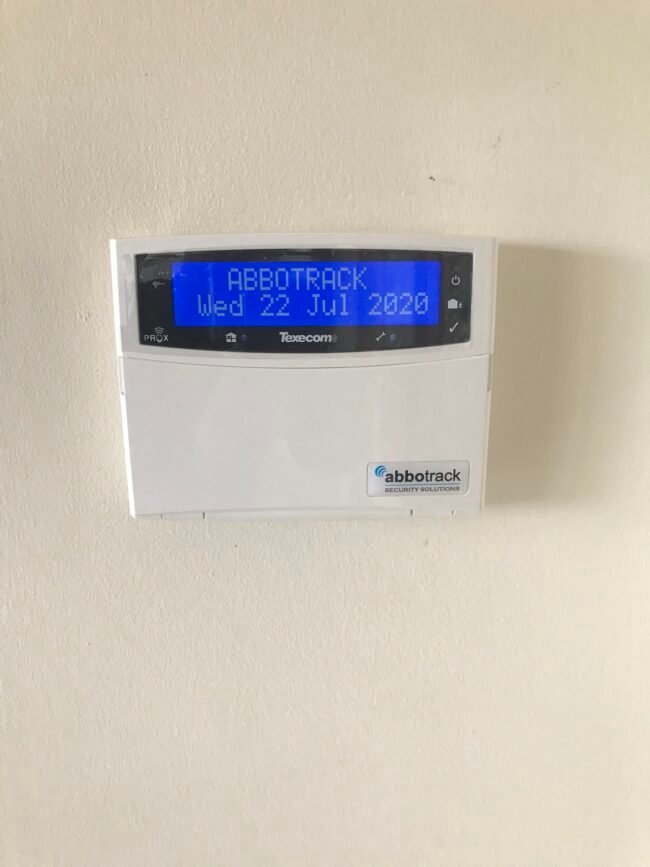 ABBOTRACK
Wed 22 Jul 2020
PROX
Texecom
abbotrack
SECURITY SOLUTIONS